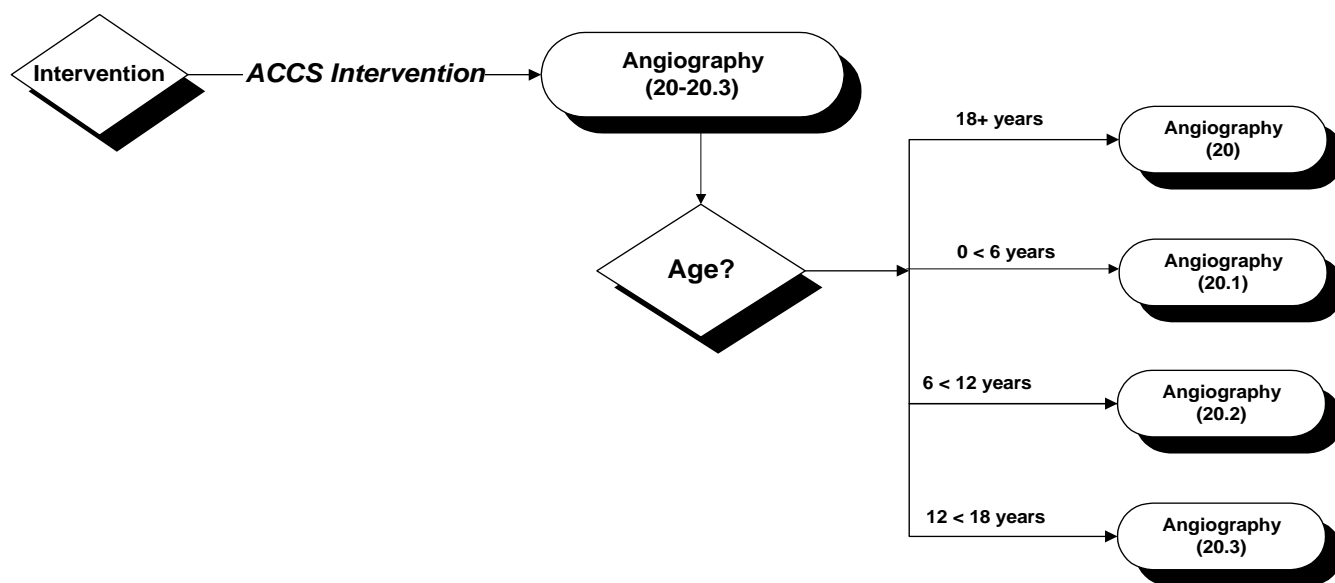 Intervention
ACCS Intervention
Angiography
(20-20.3)
Age?
18+ years
Angiography
(20)
0 < 6 years
Angiography
(20.1)
6 < 12 years
Angiography
(20.2)
12 < 18 years
Angiography
(20.3)